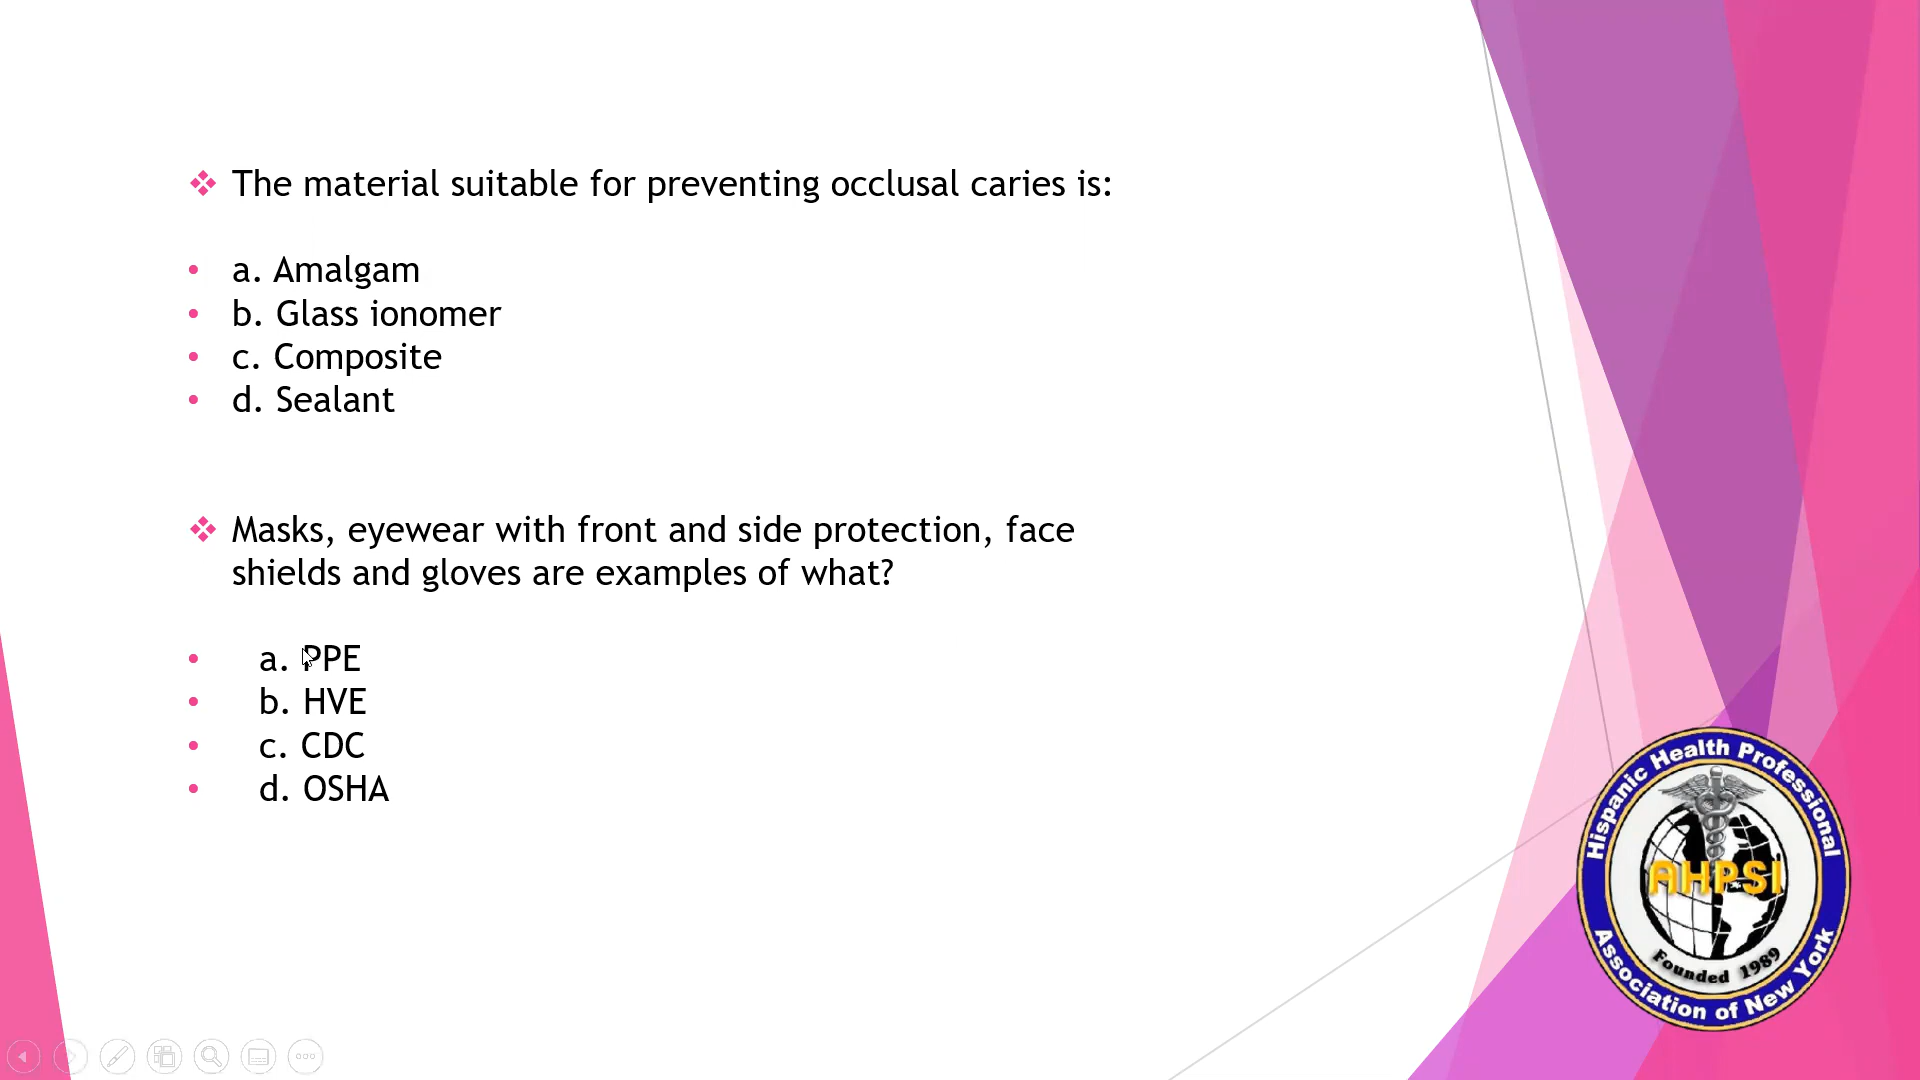 The material suitable for preventing occlusal caries is:
a. Amalgam
b. Glass ionomer
c. Composite
d. Sealant
Masks, eyewear with front and side protection, face
shields and gloves are examples of what?
a. PPE
b. HVE
c. CDC
d. OSHA
Hispanic Health Professional
AHPSI
Founded 1989
Association of New York